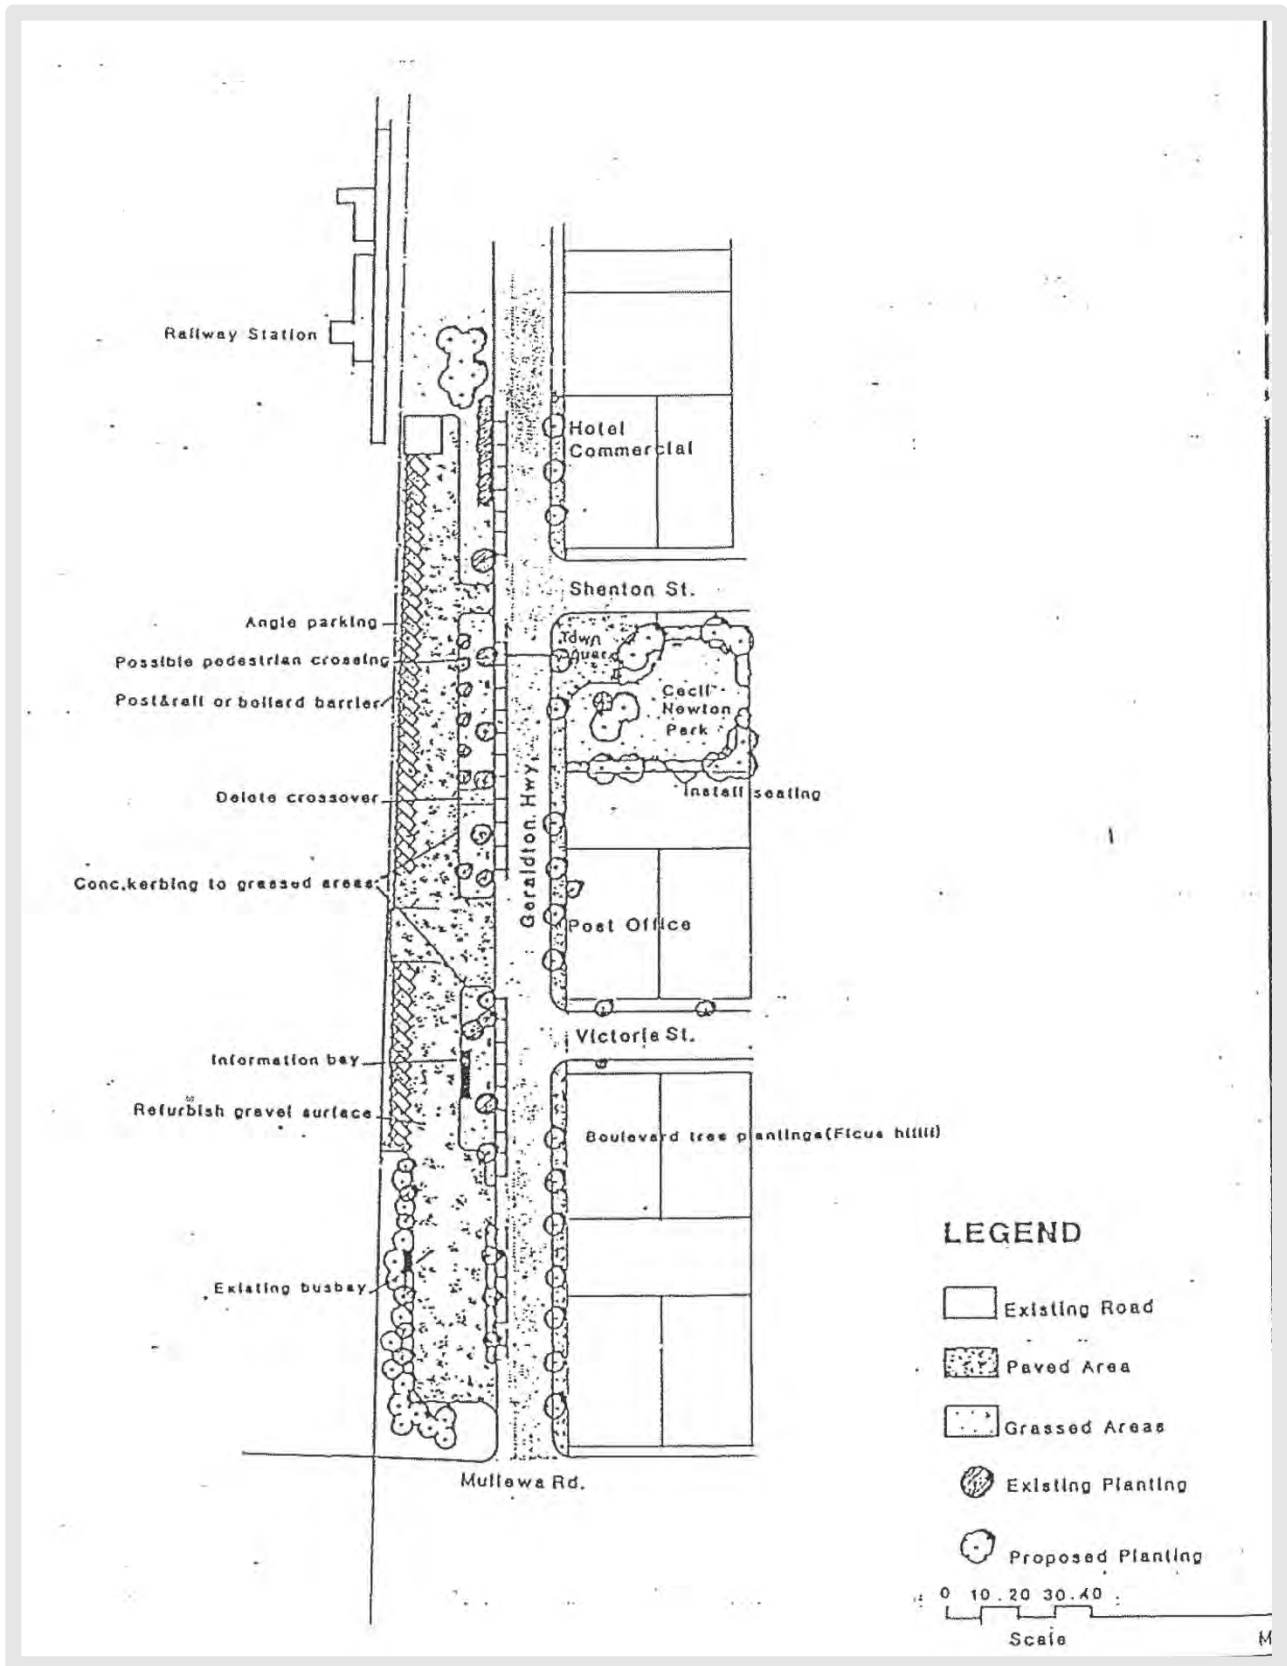 Railway Station
Hotel
Commercial
Shenton St.
Angle parking
Town
Possible pedestrian crossing
Cecil
Newton
Park
Post&rail or bollard barrier
Delete crossover
Install seating
Geraldton Hwy
Conc.kerbing to grassed areas
Post Office
Victoria St.
Information bay
Refurbish gravel surface
Boulevard tree plantings(Ficus hillii)
Existing busbay
Mullewa Rd.
LEGEND
Existing Road
Paved Area
Grassed Areas
Existing Planting
Proposed Planting
0 10.20 30.40
Scale
M